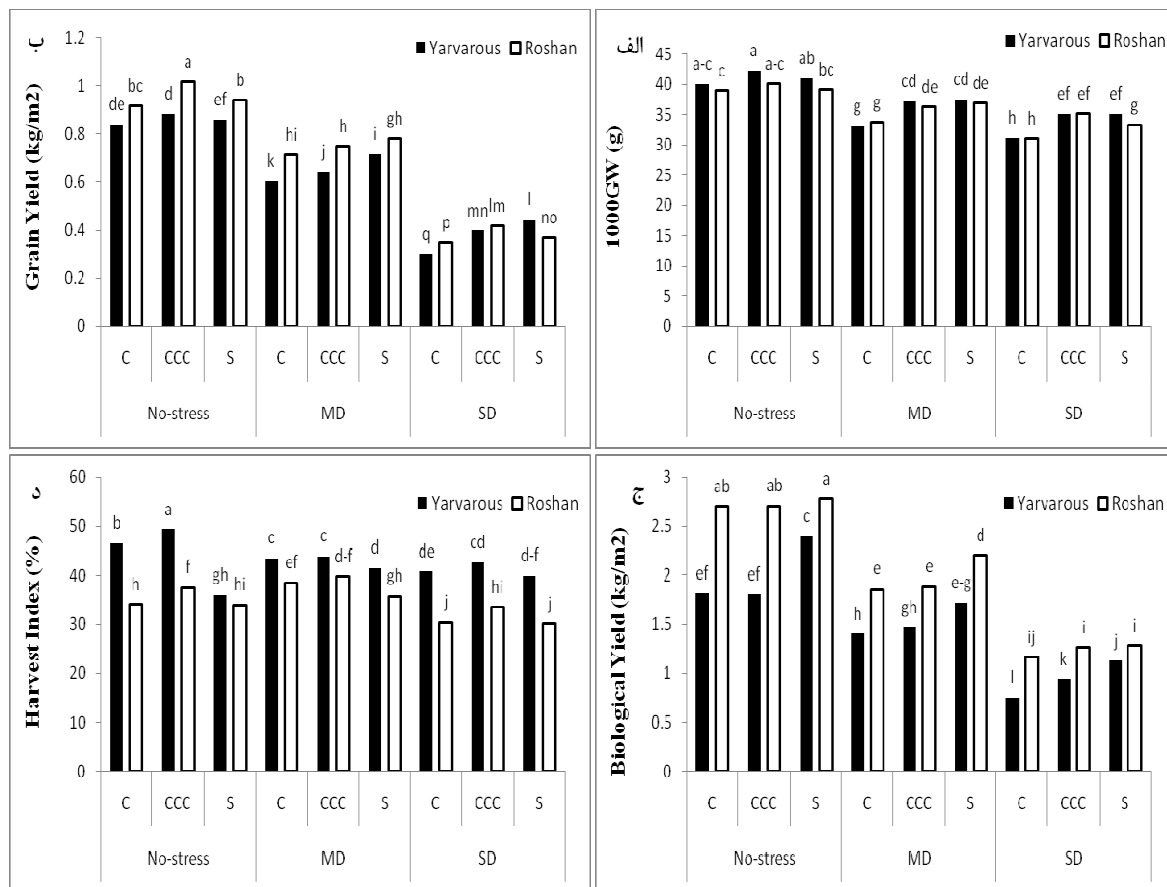 ب
Grain Yield (kg/m2)
Yarvarous Roshan
1.2
1
0.8
0.6
0.4
0.2
0
de bc d a ef b k hi j h i gh q p mn lm l no
C CCC S C CCC S C CCC S
No-stress MD SD
الف
1000GW (g)
Yarvarous Roshan
45
40
35
30
25
20
15
10
5
0
a-c c a a-c ab bc g g cd de cd de h h ef ef ef g
C CCC S C CCC S C CCC S
No-stress MD SD
Harvest Index (%)
Yarvarous Roshan
60
50
40
30
20
10
0
b h a f gh hi c ef c d-f d gh de j cd hi d-f j
C CCC S C CCC S C CCC S
No-stress MD SD
ج
Biological Yield (kg/m2)
Yarvarous Roshan
3
2.5
2
1.5
1
0.5
0
ef ab ef ab c a h e gh e e-g d l ij k i j i
C CCC S C CCC S C CCC S
No-stress MD SD